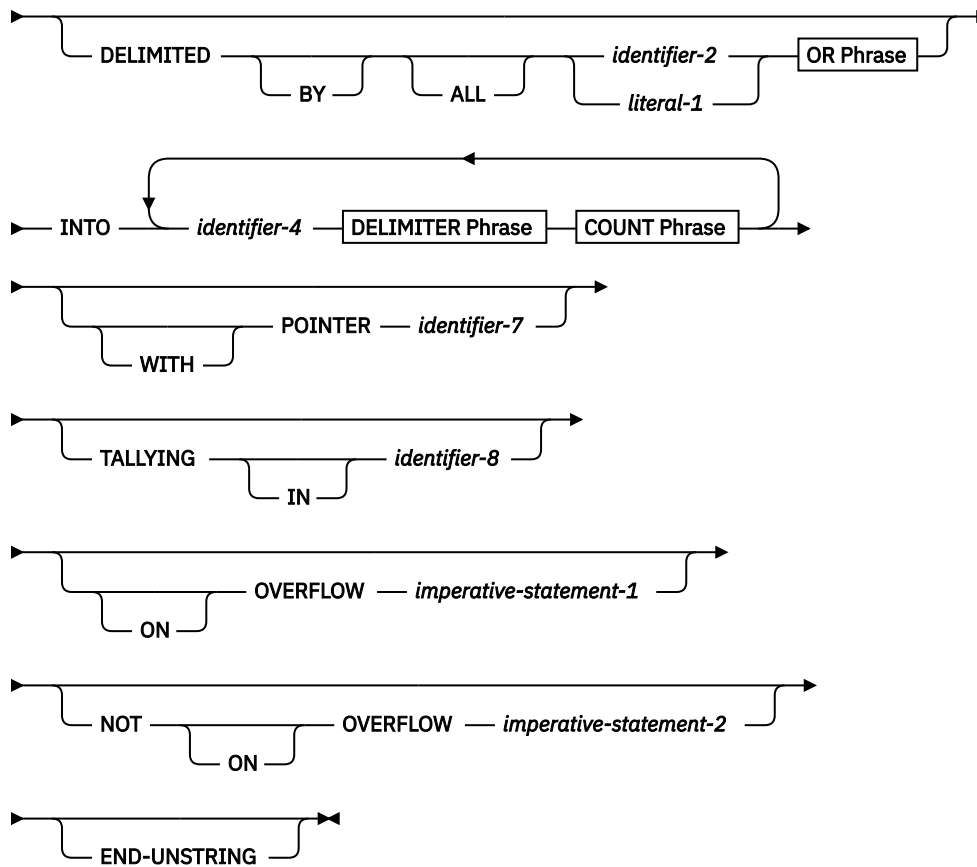 DELIMITED BY ALL identifier-2 literal-1 OR Phrase
INTO identifier-4 DELIMITER Phrase COUNT Phrase
POINTER identifier-7
WITH
TALLYING identifier-8
IN
OVERFLOW imperative-statement-1
ON
NOT OVERFLOW imperative-statement-2
ON
END-UNSTRING